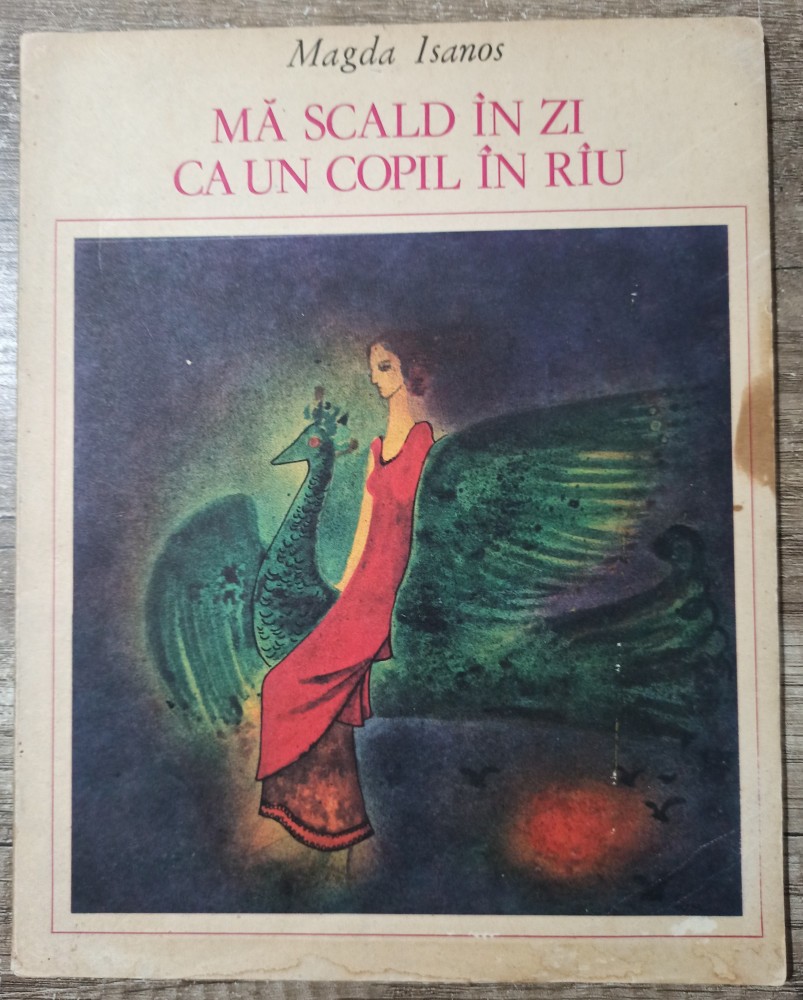 Magda Isanos
MĂ SCALD ÎN ZI
CA UN COPIL ÎN RÎU